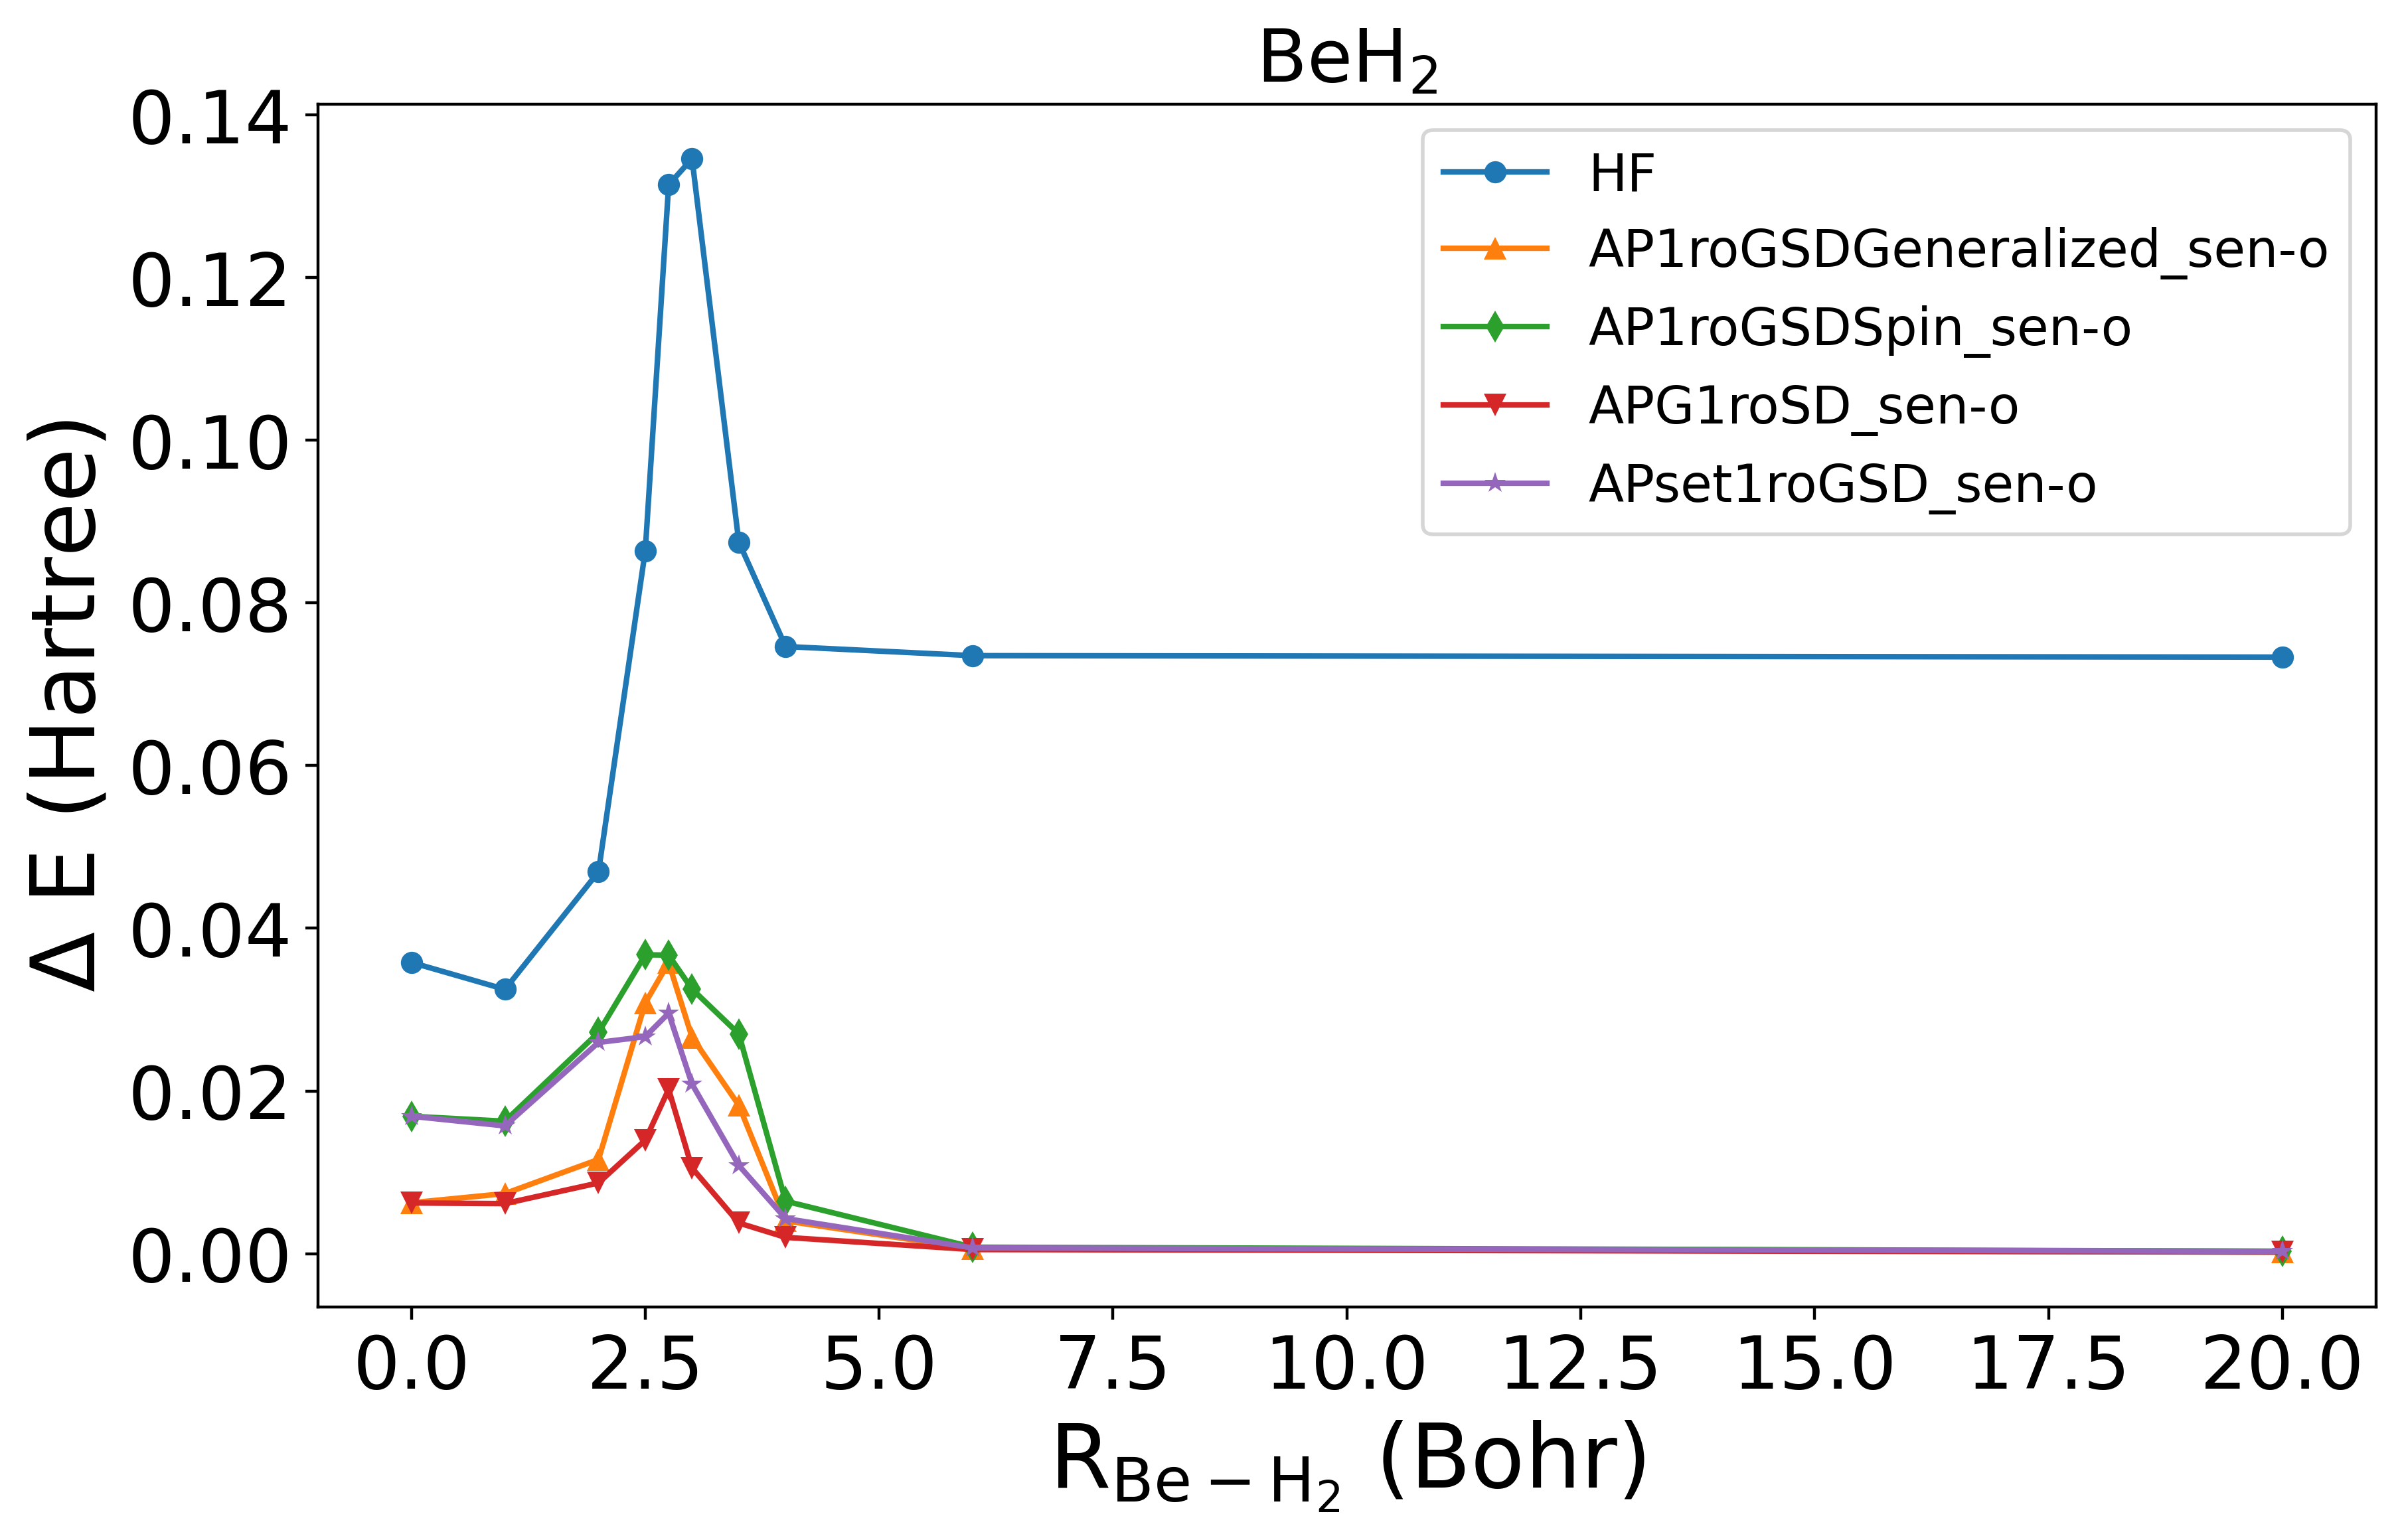 BeH₂
0.14
0.12
0.10
0.08
0.06
0.04
0.02
0.00
Δ E (Hartree)
HF
AP1roGSDGeneralized_sen-o
AP1roGSDSpin_sen-o
APG1roSD_sen-o
APset1roGSD_sen-o
0.0 2.5 5.0 7.5 10.0 12.5 15.0 17.5 20.0
R_Be − H₂ (Bohr)